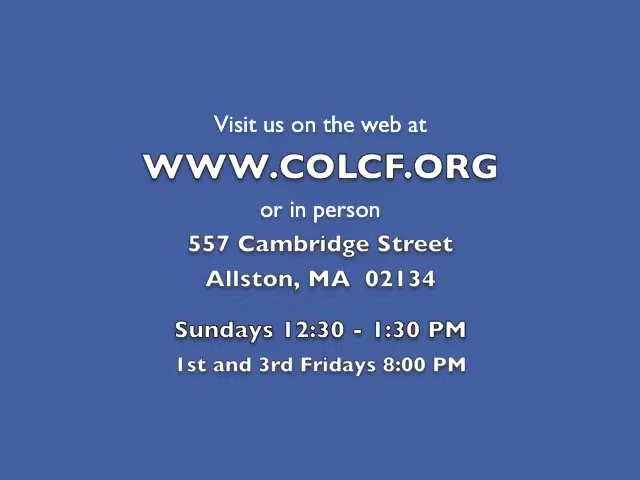 Visit us on the web at
WWW.COLCF.ORG
or in person
557 Cambridge Street
Allston, MA 02134
Sundays 12:30 - 1:30 PM
1st and 3rd Fridays 8:00 PM